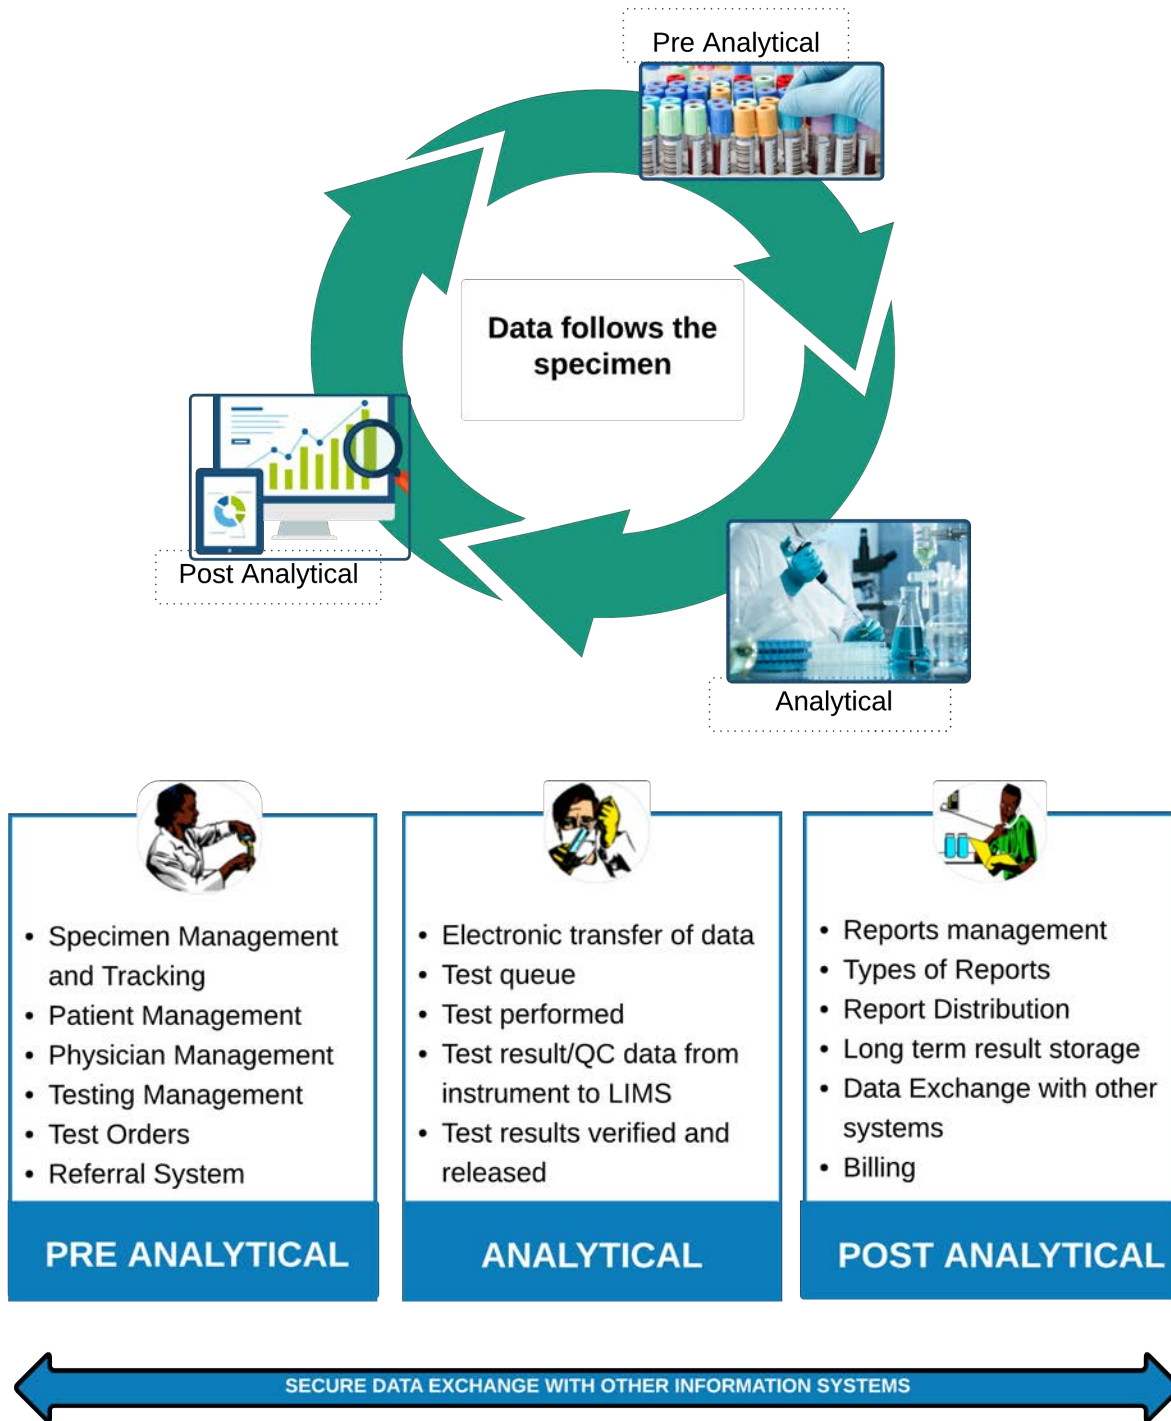 Pre Analytical
Data follows the
specimen
Post Analytical
Analytical
• Specimen Management
and Tracking
• Patient Management
• Physician Management
• Testing Management
• Test Orders
• Referral System
PRE ANALYTICAL
• Electronic transfer of data
• Test queue
• Test performed
• Test result/QC data from
instrument to LIMS
• Test results verified and
released
ANALYTICAL
• Reports management
• Types of Reports
• Report Distribution
• Long term result storage
• Data Exchange with other
systems
• Billing
POST ANALYTICAL
SECURE DATA EXCHANGE WITH OTHER INFORMATION SYSTEMS